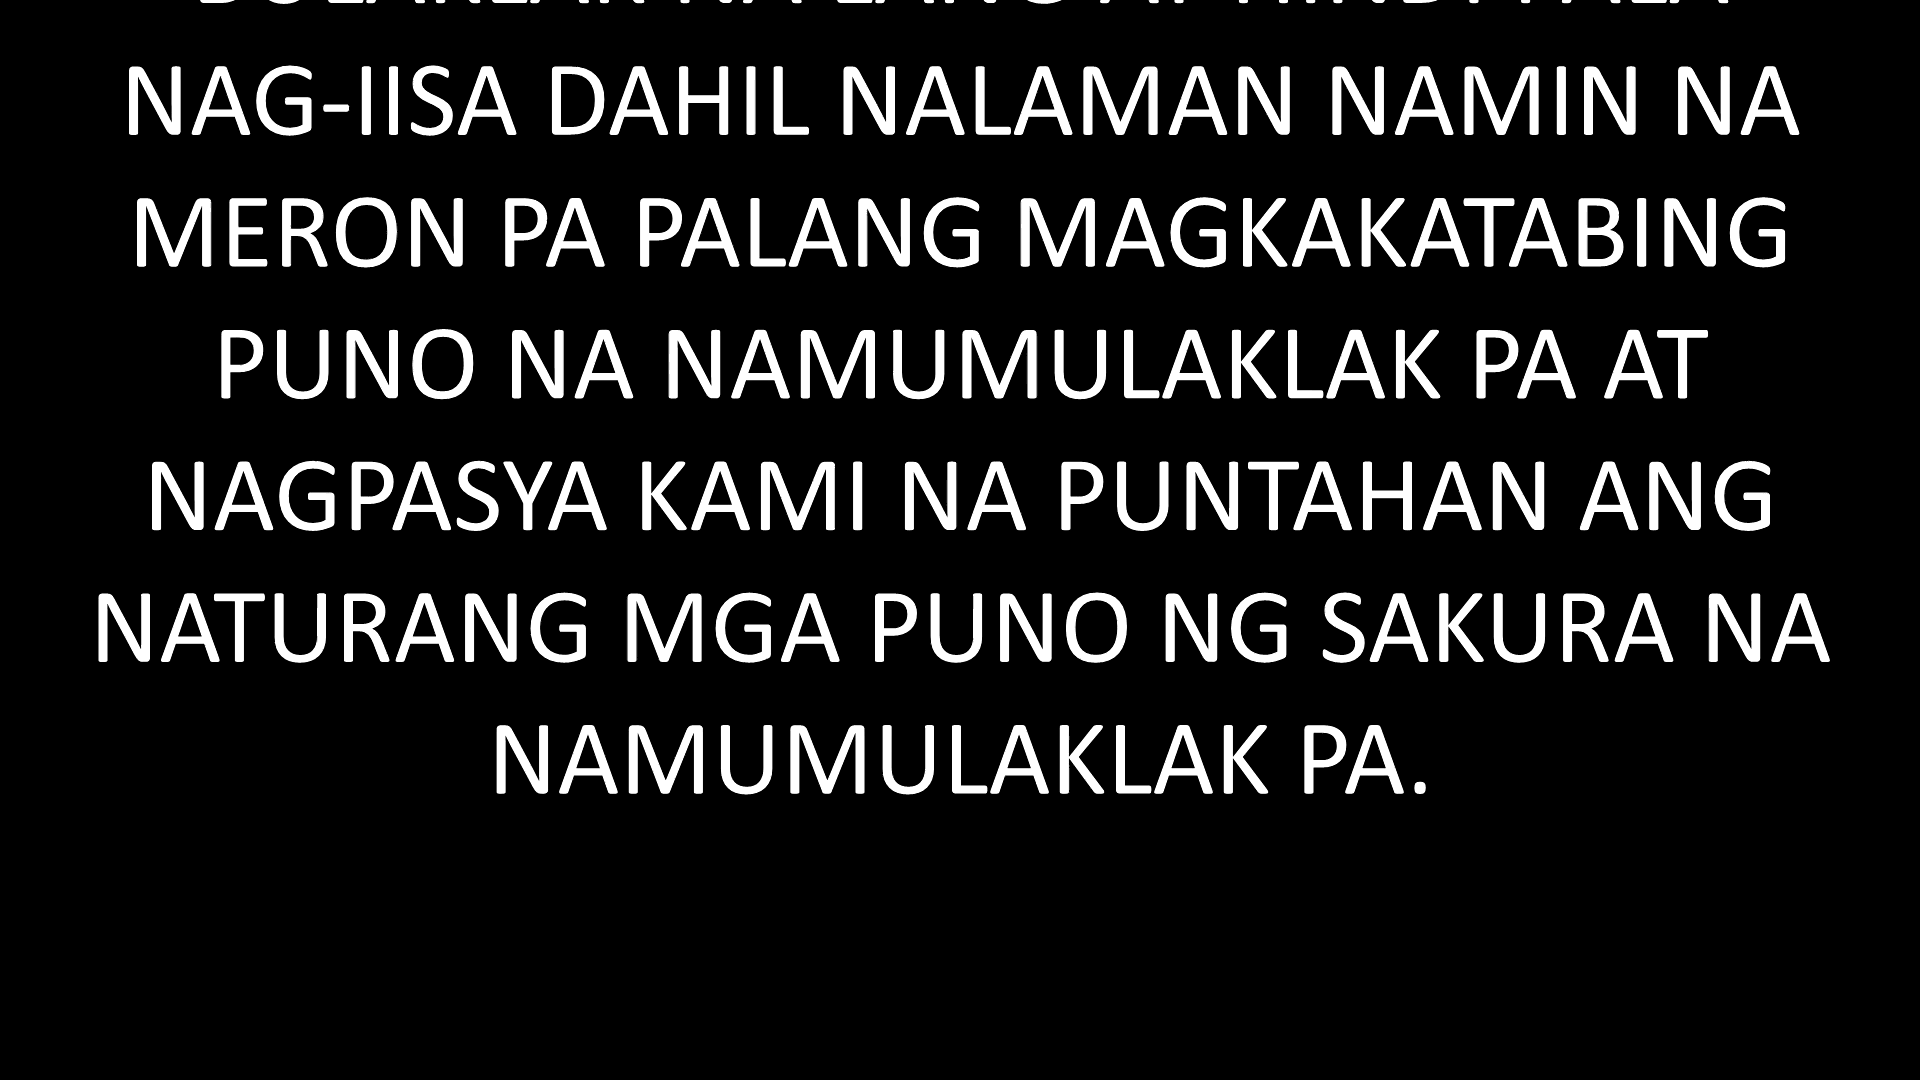 NAG-IISA DAHIL NALAMAN NAMIN NA
MERON PA PALANG MAGKAKATABING
PUNO NA NAMUMULAKLAK PA AT
NAGPASYA KAMI NA PUNTAHAN ANG
NATURANG MGA PUNO NG SAKURA NA
NAMUMULAKLAK PA.